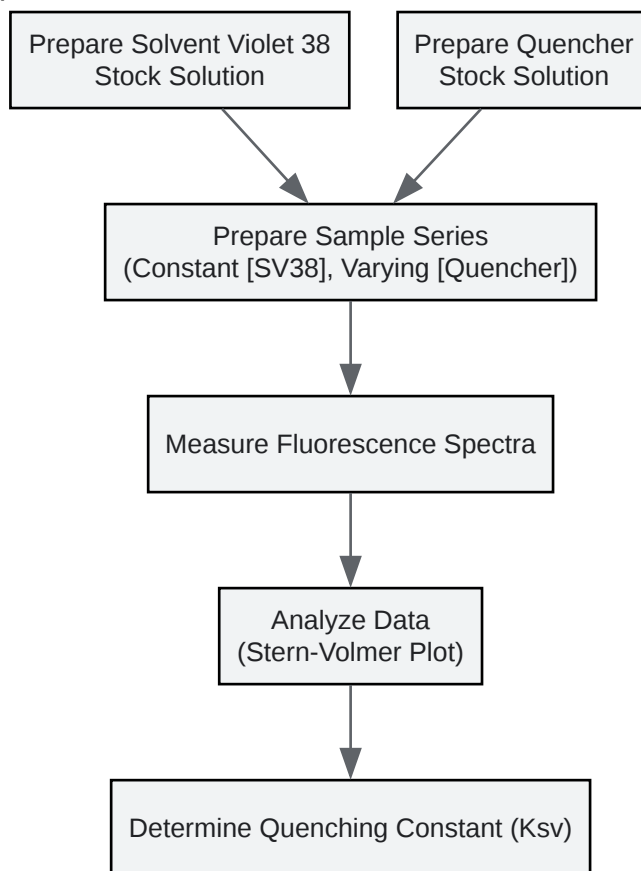 Prepare Solvent Violet 38
Stock Solution
Prepare Quencher
Stock Solution
Prepare Sample Series
(Constant [SV38], Varying [Quencher])
Measure Fluorescence Spectra
Analyze Data
(Stern-Volmer Plot)
Determine Quenching Constant (Ksv)